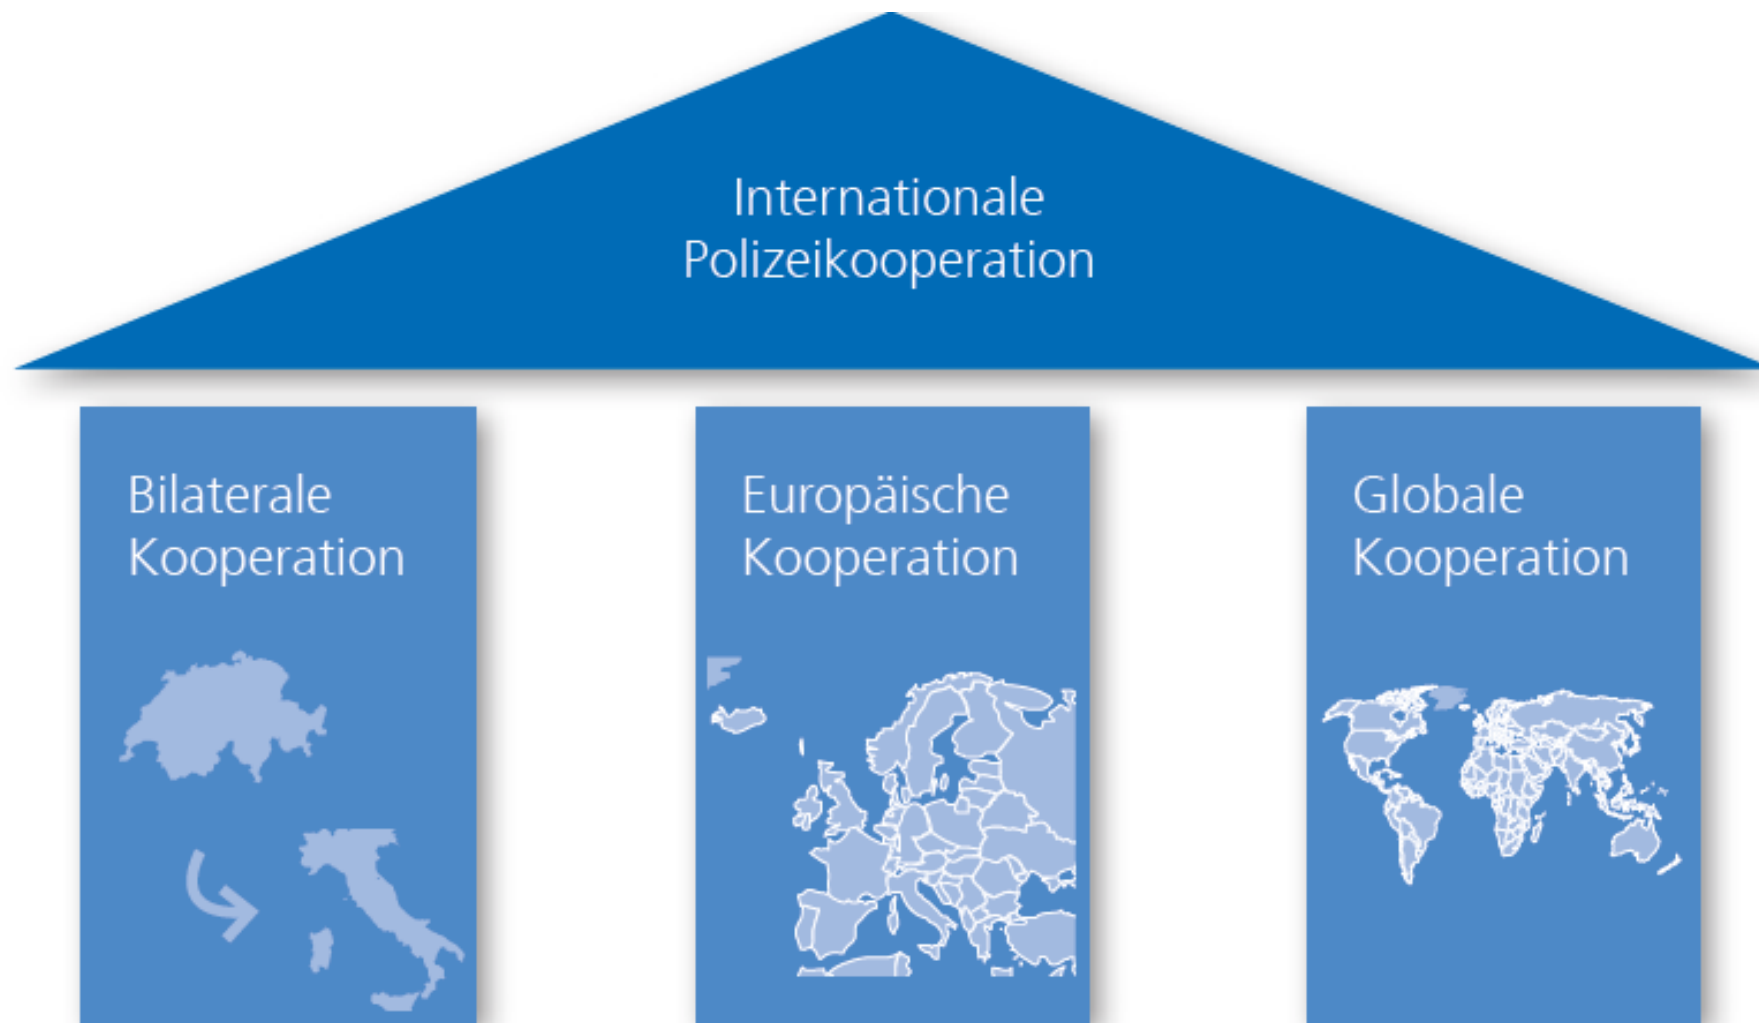 Internationale
Polizeikooperation
Bilaterale
Kooperation
Europäische
Kooperation
Globale
Kooperation